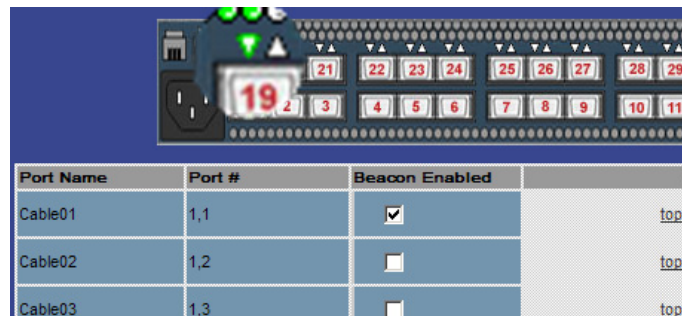 19 21 22 23 24 25 26 27 28 29
2 3 4 5 6 7 8 9 10 11
Port Name Port # Beacon Enabled
Cable01 1,1 top
Cable02 1,2 top
Cable03 1,3 top